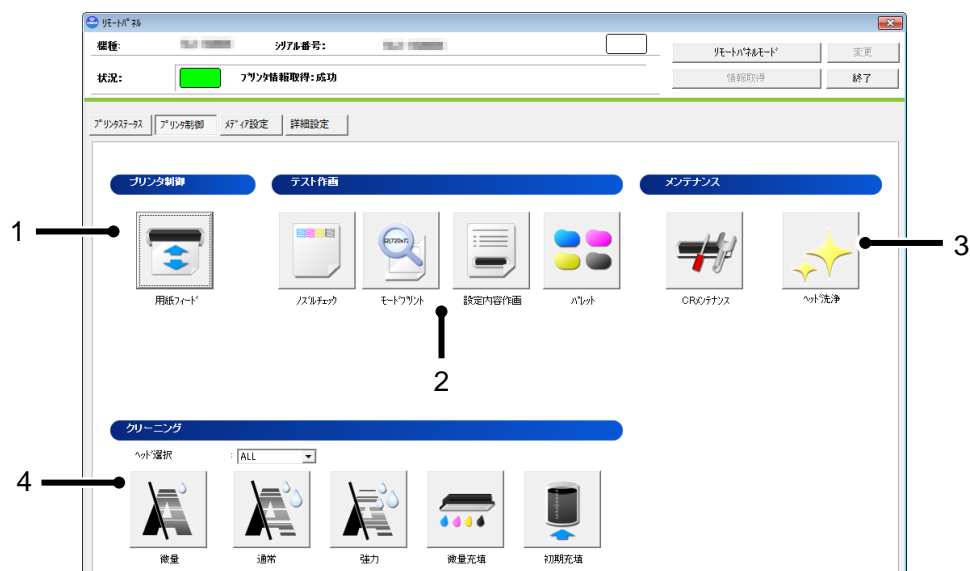 リモートパネル
機種:
シリアル番号:
リモートパネルモード
変更
状況:
プリンタ情報取得:成功
情報取得
終了
プリンタステータス
プリンタ制御
メディア設定
詳細設定
プリンタ制御
テスト作画
メンテナンス
1
3
用紙フィード
ノズルチェック
モードプリント
設定内容作画
パレット
CRメンテナンス
ヘッド洗浄
2
クリーニング
ヘッド選択
:
ALL
4
微量
通常
強力
微量充填
初期充填